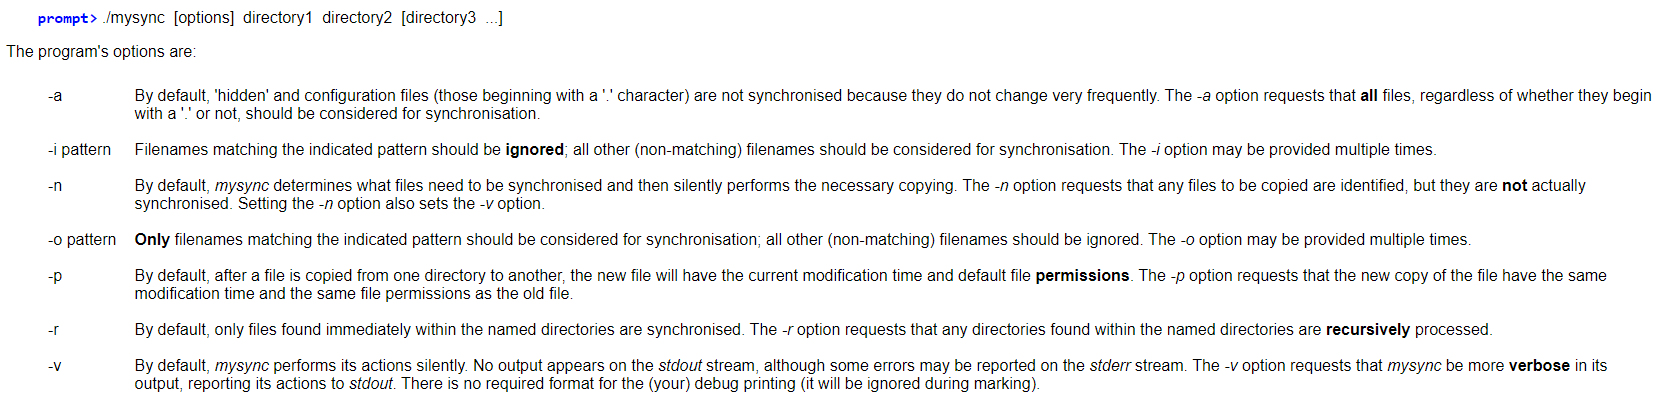 prompt> ./mysync [options] directory1 directory2 [directory3 ...]
The program's options are:
-a By default, 'hidden' and configuration files (those beginning with a '.' character) are not synchronised because they do not change very frequently. The -a option requests that all files, regardless of whether they begin
with a '.' or not, should be considered for synchronisation.
-i pattern Filenames matching the indicated pattern should be ignored; all other (non-matching) filenames should be considered for synchronisation. The -i option may be provided multiple times.
-n By default, mysync determines what files need to be synchronised and then silently performs the necessary copying. The -n option requests that any files to be copied are identified, but they are not actually
synchronised. Setting the -n option also sets the -v option.
-o pattern Only filenames matching the indicated pattern should be considered for synchronisation; all other (non-matching) filenames should be ignored. The -o option may be provided multiple times.
-p By default, after a file is copied from one directory to another, the new file will have the current modification time and default file permissions. The -p option requests that the new copy of the file have the same
modification time and the same file permissions as the old file.
-r By default, only files found immediately within the named directories are synchronised. The -r option requests that any directories found within the named directories are recursively processed.
-v By default, mysync performs its actions silently. No output appears on the stdout stream, although some errors may be reported on the stderr stream. The -v option requests that mysync be more verbose in its
output, reporting its actions to stdout. There is no required format for the (your) debug printing (it will be ignored during marking).